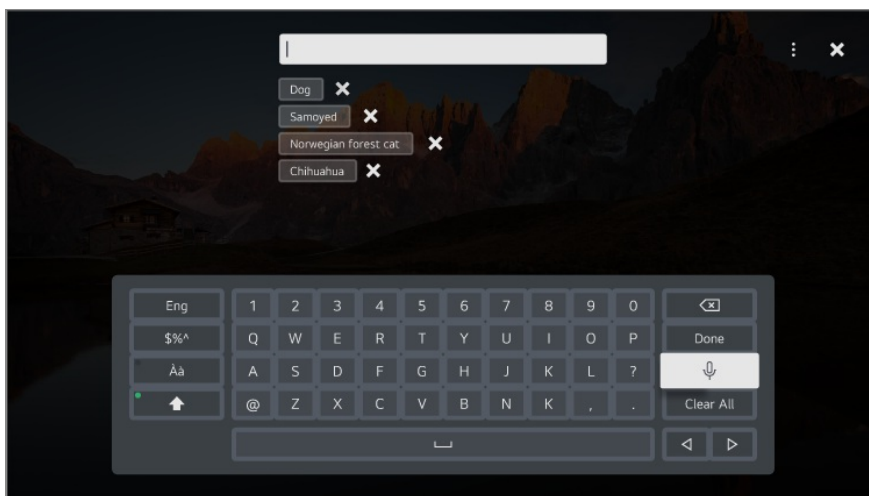 Dog
Samoyed
Norwegian forest cat
Chihuahua
Eng 1 2 3 4 5 6 7 8 9 0
$%^ Q W E R T Y U I O P Done
Àà A S D F G H J K L ?
@ Z X C V B N K , . Clear All